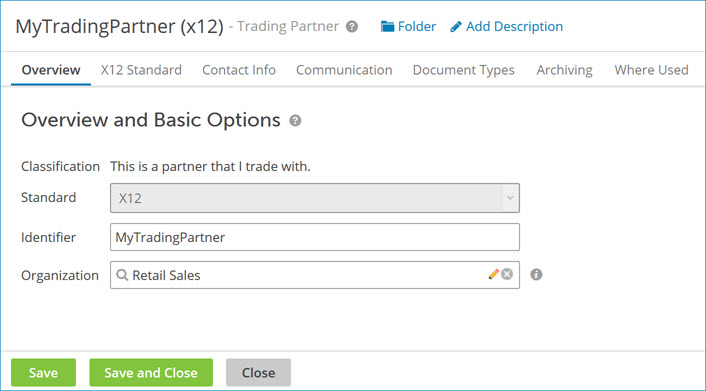 MyTradingPartner (x12) - Trading Partner ? Folder Add Description
Overview X12 Standard Contact Info Communication Document Types Archiving Where Used
Overview and Basic Options ?
Classification This is a partner that I trade with.
Standard X12
Identifier MyTradingPartner
Organization Retail Sales i
Save Save and Close Close